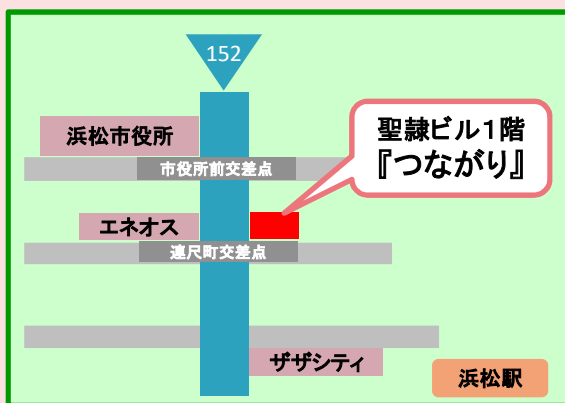 152
浜松市役所
聖隷ビル1階
『つながり』
市役所前交差点
エネオス
連尺町交差点
ザザシティ
浜松駅